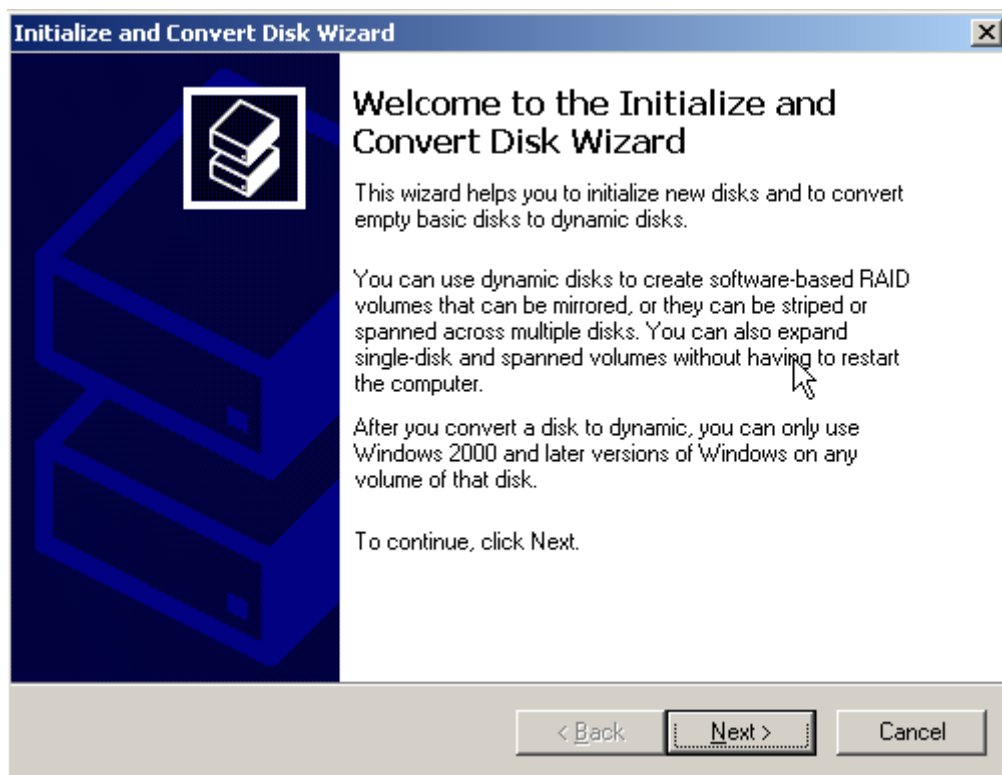 Initialize and Convert Disk Wizard
Welcome to the Initialize and
Convert Disk Wizard
This wizard helps you to initialize new disks and to convert
empty basic disks to dynamic disks.
You can use dynamic disks to create software-based RAID
volumes that can be mirrored, or they can be striped or
spanned across multiple disks. You can also expand
single-disk and spanned volumes without having to restart
the computer.
After you convert a disk to dynamic, you can only use
Windows 2000 and later versions of Windows on any
volume of that disk.
To continue, click Next.
< Back Next > Cancel